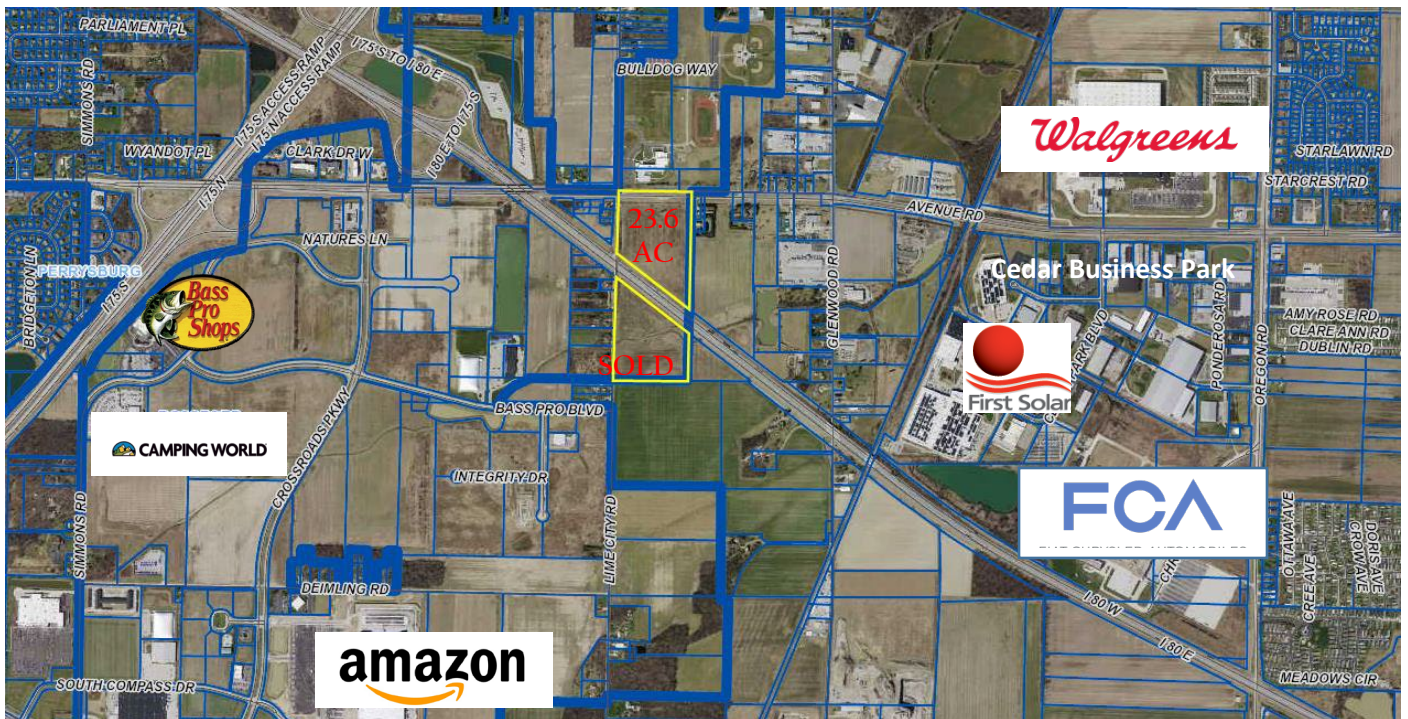 PARLIAMENT PL
SIMMONS RD
I 75 S ACCESS RAMP
I 75 N ACCESS RAMP
I 75 S TO I 80 E
I 80 E TO I 75 S
BULLDOG WAY
WYANDOT PL
CLARK DR W
I 75 N
Walgreens
STARLAWN RD
STARCREST RD
AVENUE RD
23.6
AC
NATURES LN
PERRYSBURG
BRIDGETON LN
I 75 S
Bass
Pro
Shops
GLENWOOD RD
Cedar Business Park
PARK BLVD
PONDEROSA RD
OREGON RD
AMY ROSE RD
CLARE ANN RD
DUBLIN RD
First Solar
SOLD
BASS PRO BLVD
CAMPING WORLD
CROSSROADS PKWY
INTEGRITY DR
LIME CITY RD
SIMMONS RD
FCA
OTTAWA AVE
CREE AVE
CROW AVE
DORIS AVE
DEIMLING RD
I 80 W
I 80 E
amazon
SOUTH COMPASS DR
MEADOWS CIR